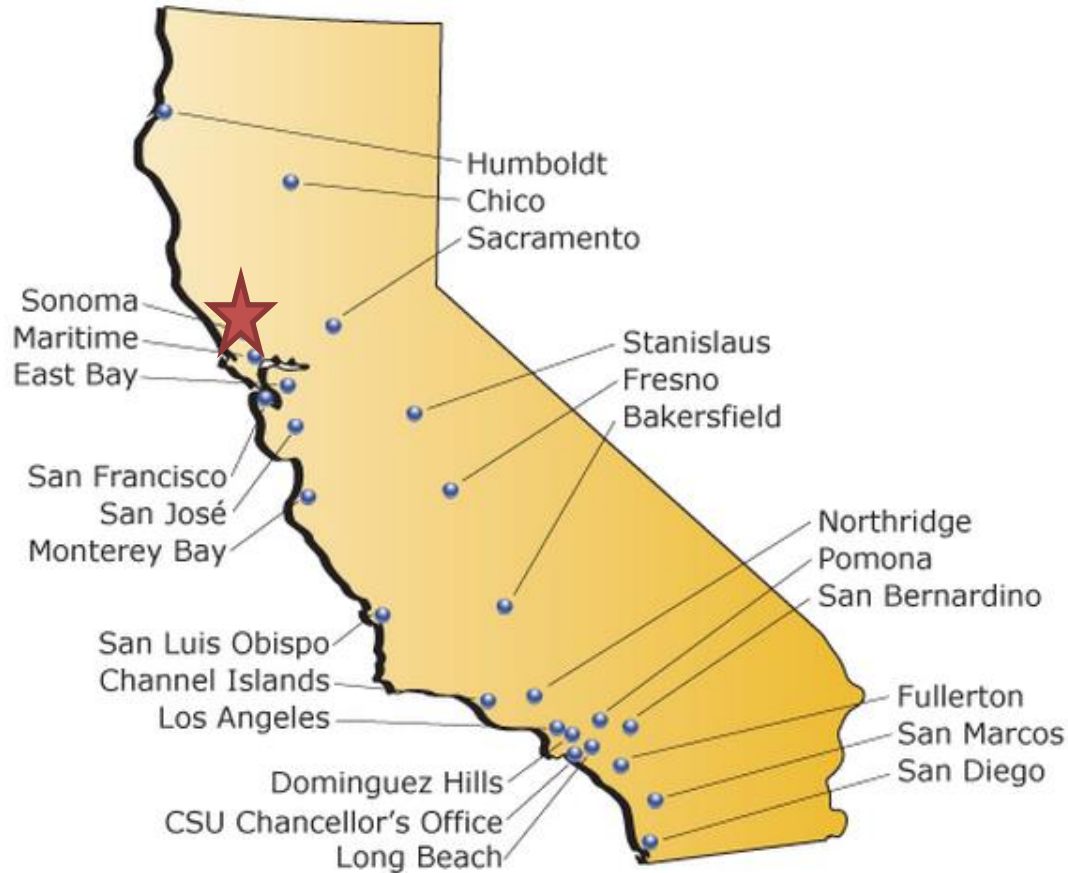 Humboldt
Chico
Sacramento
Sonoma
Maritime
East Bay
Stanislaus
Fresno
Bakersfield
San Francisco
San José
Monterey Bay
Northridge
Pomona
San Bernardino
San Luis Obispo
Channel Islands
Los Angeles
Fullerton
San Marcos
San Diego
Dominguez Hills
CSU Chancellor's Office
Long Beach